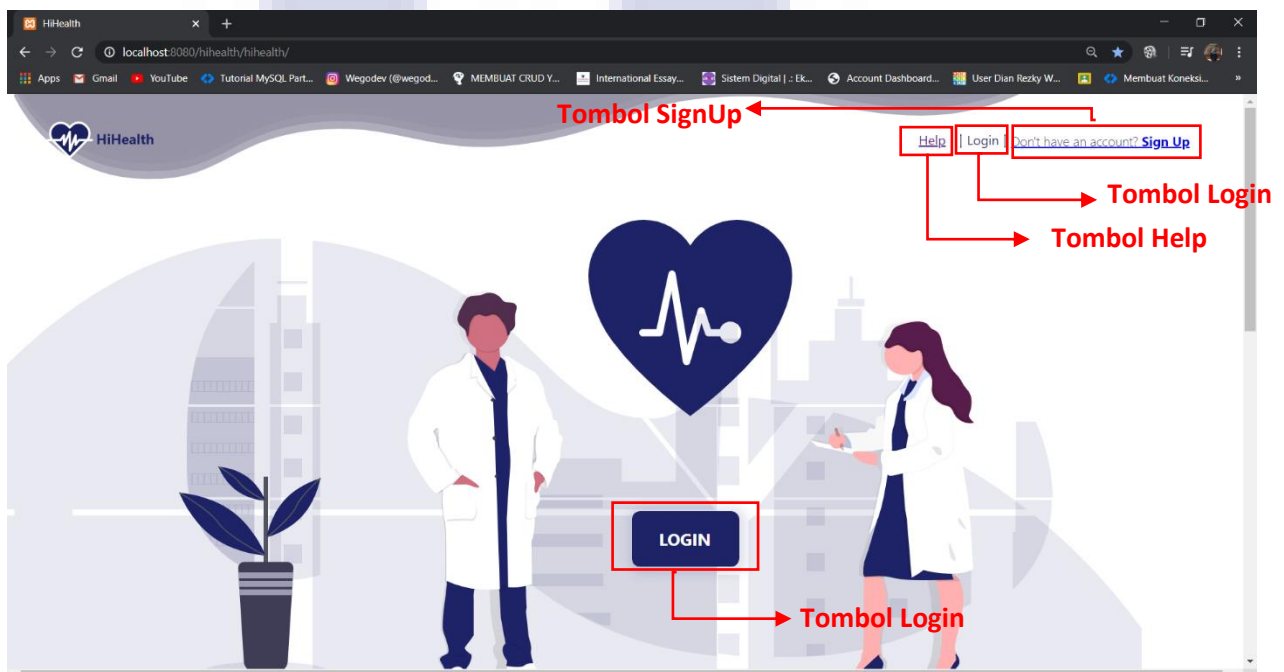 HiHealth
localhost:8080/hihealth/hihealth/
Apps Gmail YouTube Tutorial MySQL Part... Wegodev (@wegod... MEMBUAT CRUD Y... International Essay... Sistem Digital | .: Ek... Account Dashboard... User Dian Rezky W... Membuat Koneksi... »
Tombol SignUp
HiHealth
Help | Login | Don't have an account? Sign Up
Tombol Login
Tombol Help
LOGIN
Tombol Login